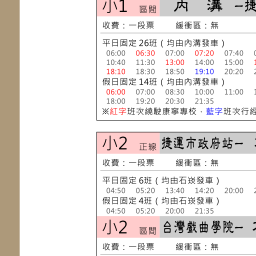 小1 區間 內 溝 -捷
收費：一段票 緩衝區：無
平日固定26班（均由內溝發車）
06:00 06:30 07:00 07:20 07:40
10:40 11:30 13:00 14:00 15:00
18:10 18:30 18:50 19:10 20:20
假日固定14班（均由內溝發車）
06:00 07:00 08:30 10:00 11:00
18:00 19:20 20:30 21:35
※紅字班次繞駛康寧專校，藍字班次行經
小2 正線 捷運市政府站-
收費：一段票 緩衝區：無
平日固定6班（均由石崁發車）
04:50 05:20 13:40 14:20 20:00
假日固定4班（均由石崁發車）
04:50 05:20 20:00 21:35
小2 區間 台灣戲曲學院-
收費：一段票 緩衝區：無